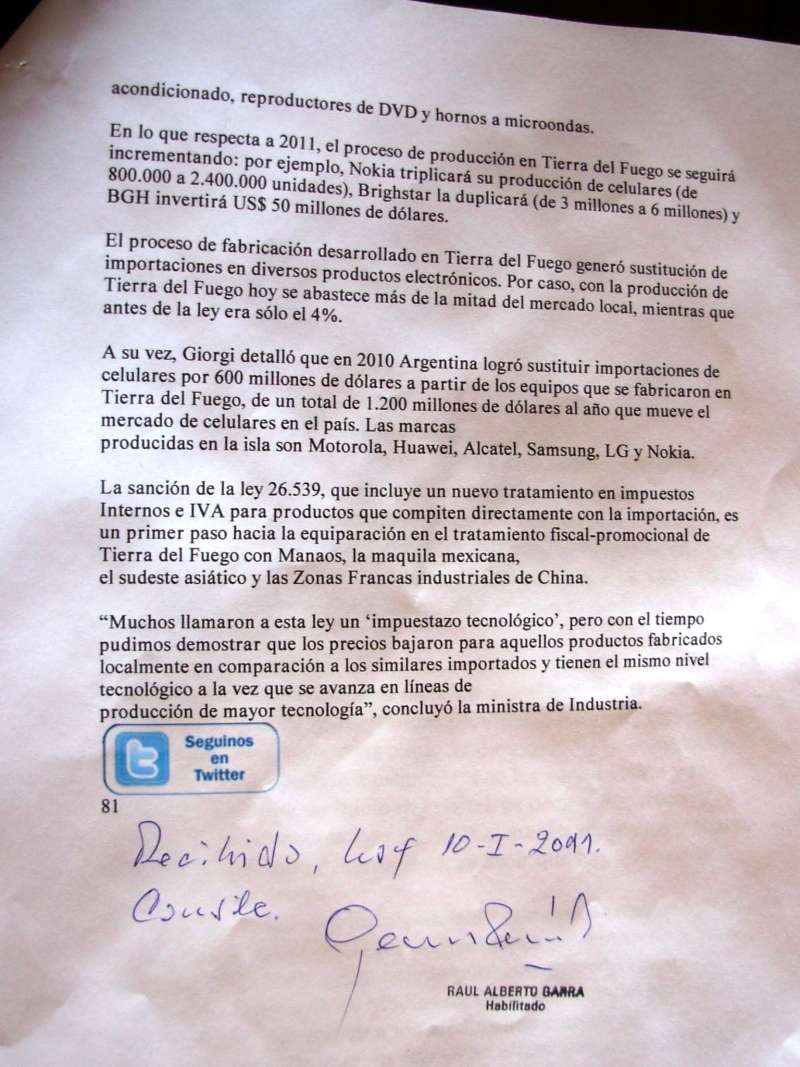 acondicionado, reproductores de DVD y hornos a microondas.
En lo que respecta a 2011, el proceso de producción en Tierra del Fuego se seguirá
incrementando: por ejemplo, Nokia triplicará su producción de celulares (de
800.000 a 2.400.000 unidades), Brighstar la duplicará (de 3 millones a 6 millones) y
BGH invertirá US$ 50 millones de dólares.
El proceso de fabricación desarrollado en Tierra del Fuego generó sustitución de
importaciones en diversos productos electrónicos. Por caso, con la producción de
Tierra del Fuego hoy se abastece más de la mitad del mercado local, mientras que
antes de la ley era sólo el 4%.
A su vez, Giorgi detalló que en 2010 Argentina logró sustituir importaciones de
celulares por 600 millones de dólares a partir de los equipos que se fabricaron en
Tierra del Fuego, de un total de 1.200 millones de dólares al año que mueve el
mercado de celulares en el país. Las marcas
producidas en la isla son Motorola, Huawei, Alcatel, Samsung, LG y Nokia.
La sanción de la ley 26.539, que incluye un nuevo tratamiento en impuestos
Internos e IVA para productos que compiten directamente con la importación, es
un primer paso hacia la equiparación en el tratamiento fiscal-promocional de
Tierra del Fuego con Manaos, la maquila mexicana,
el sudeste asiático y las Zonas Francas industriales de China.
“Muchos llamaron a esta ley un ‘impuestazo tecnológico’, pero con el tiempo
pudimos demostrar que los precios bajaron para aquellos productos fabricados
localmente en comparación a los similares importados y tienen el mismo nivel
tecnológico a la vez que se avanza en líneas de
producción de mayor tecnología”, concluyó la ministra de Industria.
Seguinos
en
Twitter
81
Recibido, hoy 10-I-2011.
Conste.
RAUL ALBERTO GARRA
Habilitado